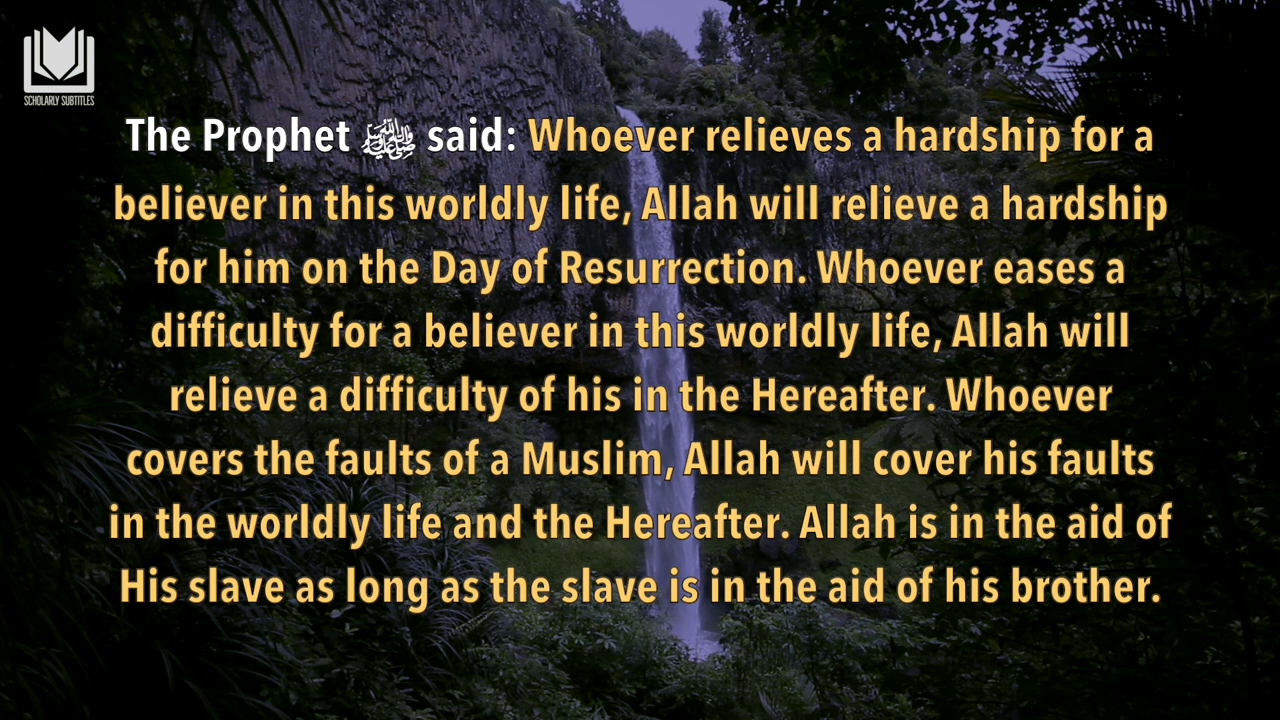 SCHOLARLY SUBTITLES
The Prophet ﷺ said: Whoever relieves a hardship for a
believer in this worldly life, Allah will relieve a hardship
for him on the Day of Resurrection. Whoever eases a
difficulty for a believer in this worldly life, Allah will
relieve a difficulty of his in the Hereafter. Whoever
covers the faults of a Muslim, Allah will cover his faults
in the worldly life and the Hereafter. Allah is in the aid of
His slave as long as the slave is in the aid of his brother.